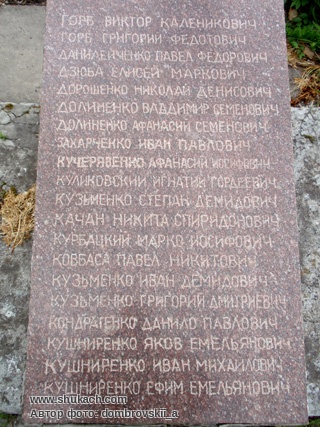 ГОРБ ВИКТОР КАЛЕНИКОВИЧ
ГОРБ ГРИГОРИЙ ФЕДОТОВИЧ
ДАНИЛЕЙЧЕНКО ПАВЕЛ ФЕДОРОВИЧ
ДЗЮБА ЕЛИСЕЙ МАРКОВИЧ
ДОРОШЕНКО НИКОЛАЙ ДЕНИСОВИЧ
ДОЛИНЕНКО ВЛАДИМИР СЕМЕНОВИЧ
ДОЛИНЕНКО АФАНАСИЙ СЕМЕНОВИЧ
ЗАХАРЧЕНКО ИВАН ПАВЛОВИЧ
КУЧЕРЯВЕНКО АФАНАСИЙ ИОСИФОВИЧ
КУЛИКОВСКИЙ ИГНАТИЙ ГОРДЕЕВИЧ
КУЗЬМЕНКО СТЕПАН ДЕМИДОВИЧ
КАЧАН НИКИТА СПИРИДОНОВИЧ
КУРБАЦКИЙ МАРКО ИОСИФОВИЧ
КОВБАСА ПАВЕЛ НИКИТОВИЧ
КУЗЬМЕНКО ИВАН ДЕМИДОВИЧ
КУЗЬМЕНКО ГРИГОРИЙ ДМИТРИЕВИЧ
КОНДРАТЕНКО ДАНИЛО ПАВЛОВИЧ
КУШНИРЕНКО ЯКОВ ЕМЕЛЬЯНОВИЧ
КУШНИРЕНКО ИВАН МИХАЙЛОВИЧ
КУШНИРЕНКО ЕФИМ ЕМЕЛЬЯНОВИЧ
www.shukach.com
Автор фото: dombrovskii_a